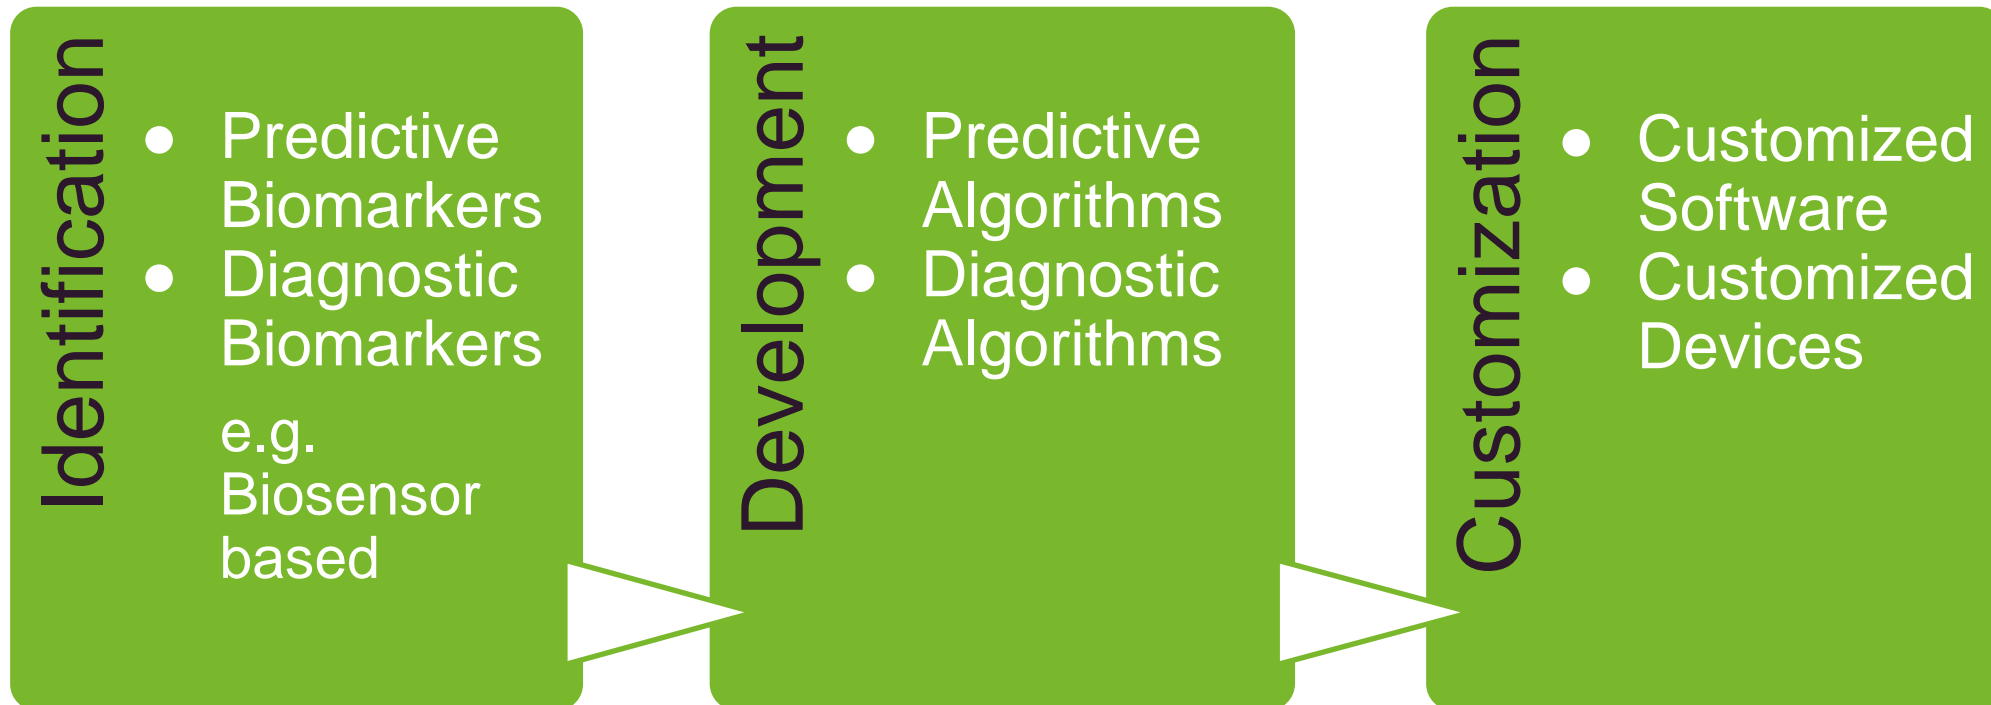 Identification
● Predictive
Biomarkers
● Diagnostic
Biomarkers
e.g.
Biosensor
based
Development
● Predictive
Algorithms
● Diagnostic
Algorithms
Customization
● Customized
Software
● Customized
Devices